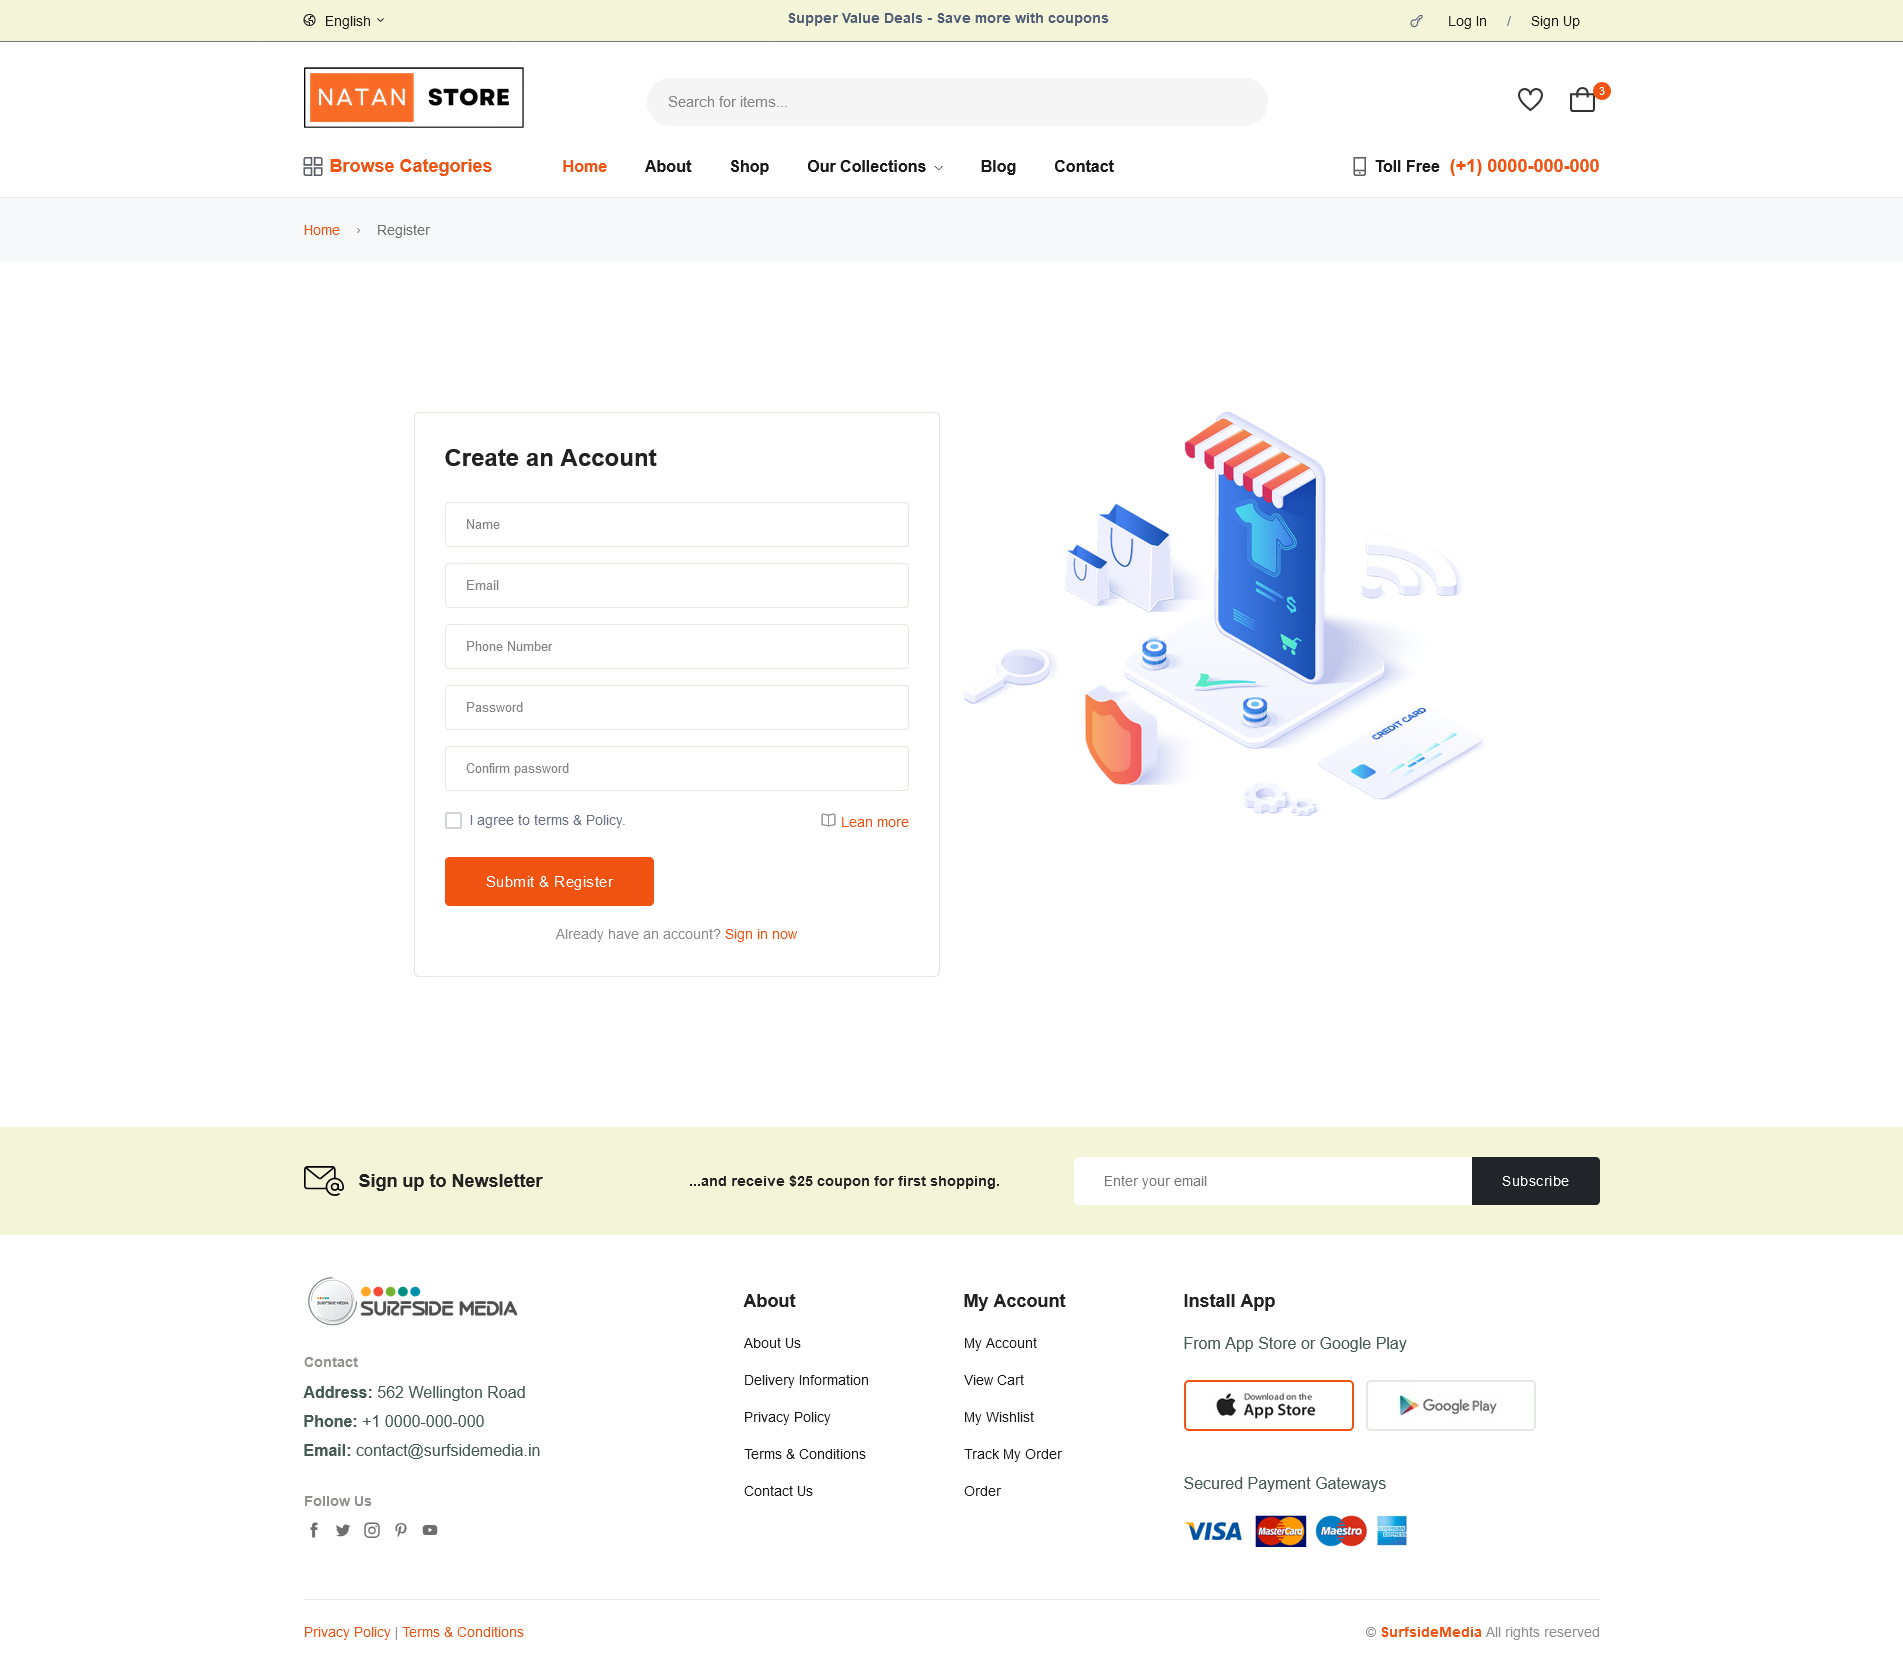 English
Supper Value Deals - Save more with coupons
Log In / Sign Up
NATAN STORE
Search for items...
3
Browse Categories
Home About Shop Our Collections Blog Contact
Toll Free (+1) 0000-000-000
Home > Register
Create an Account
Name
Email
Phone Number
Password
Confirm password
I agree to terms & Policy.
Lean more
Submit & Register
Already have an account? Sign in now
$
CREDIT CARD
Sign up to Newsletter
...and receive $25 coupon for first shopping.
Enter your email
Subscribe
SURFSIDE MEDIA
SURFSIDE MEDIA
Contact
Address: 562 Wellington Road
Phone: +1 0000-000-000
Email: contact@surfsidemedia.in
Follow Us
About
About Us
Delivery Information
Privacy Policy
Terms & Conditions
Contact Us
My Account
My Account
View Cart
My Wishlist
Track My Order
Order
Install App
From App Store or Google Play
Download on the
App Store
Google Play
Secured Payment Gateways
VISA
MasterCard
Maestro
AMERICAN
EXPRESS
Privacy Policy | Terms & Conditions
© SurfsideMedia All rights reserved